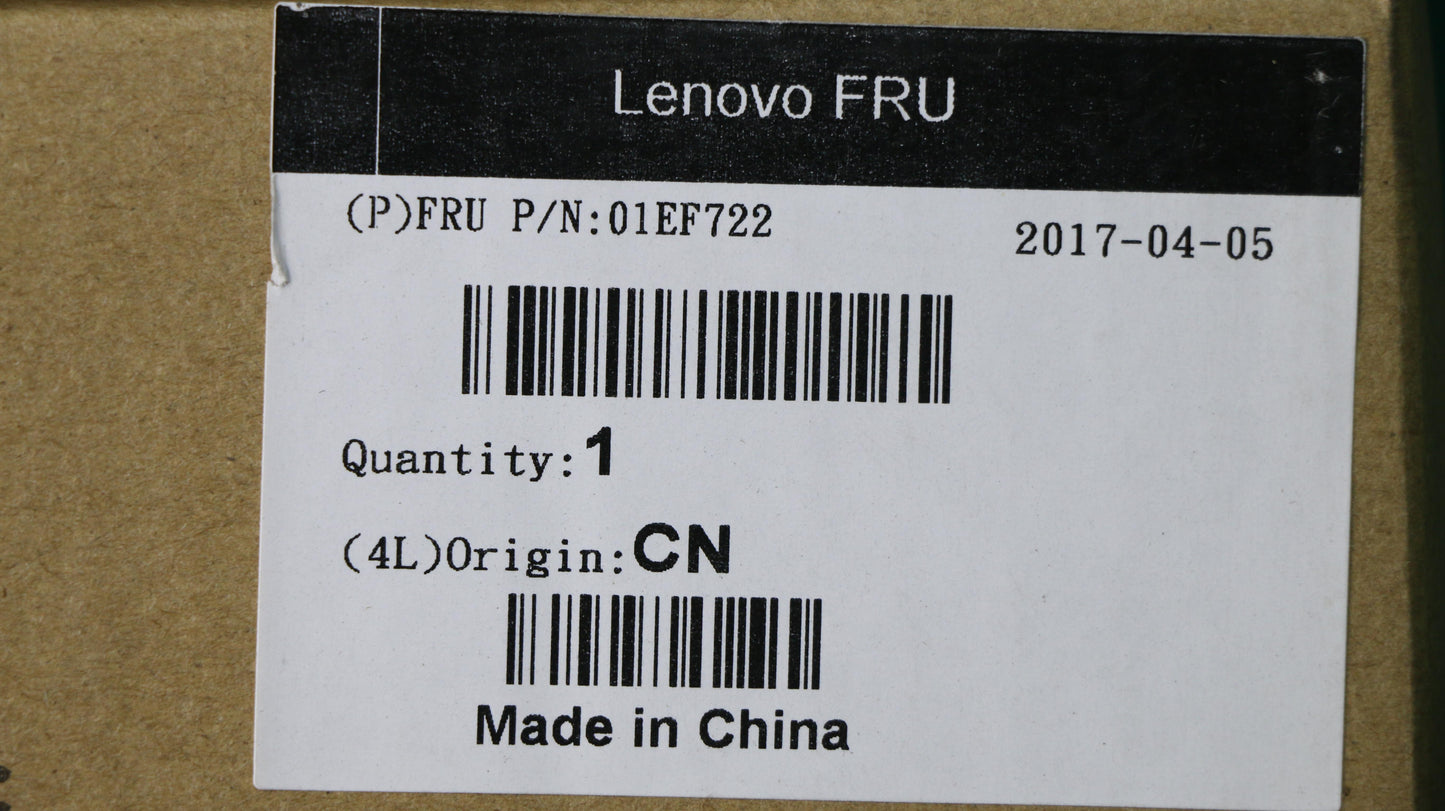 Lenovo FRU
(P)FRU P/N:01EF722
2017-04-05
Quantity:1
(4L)Origin:CN
Made in China